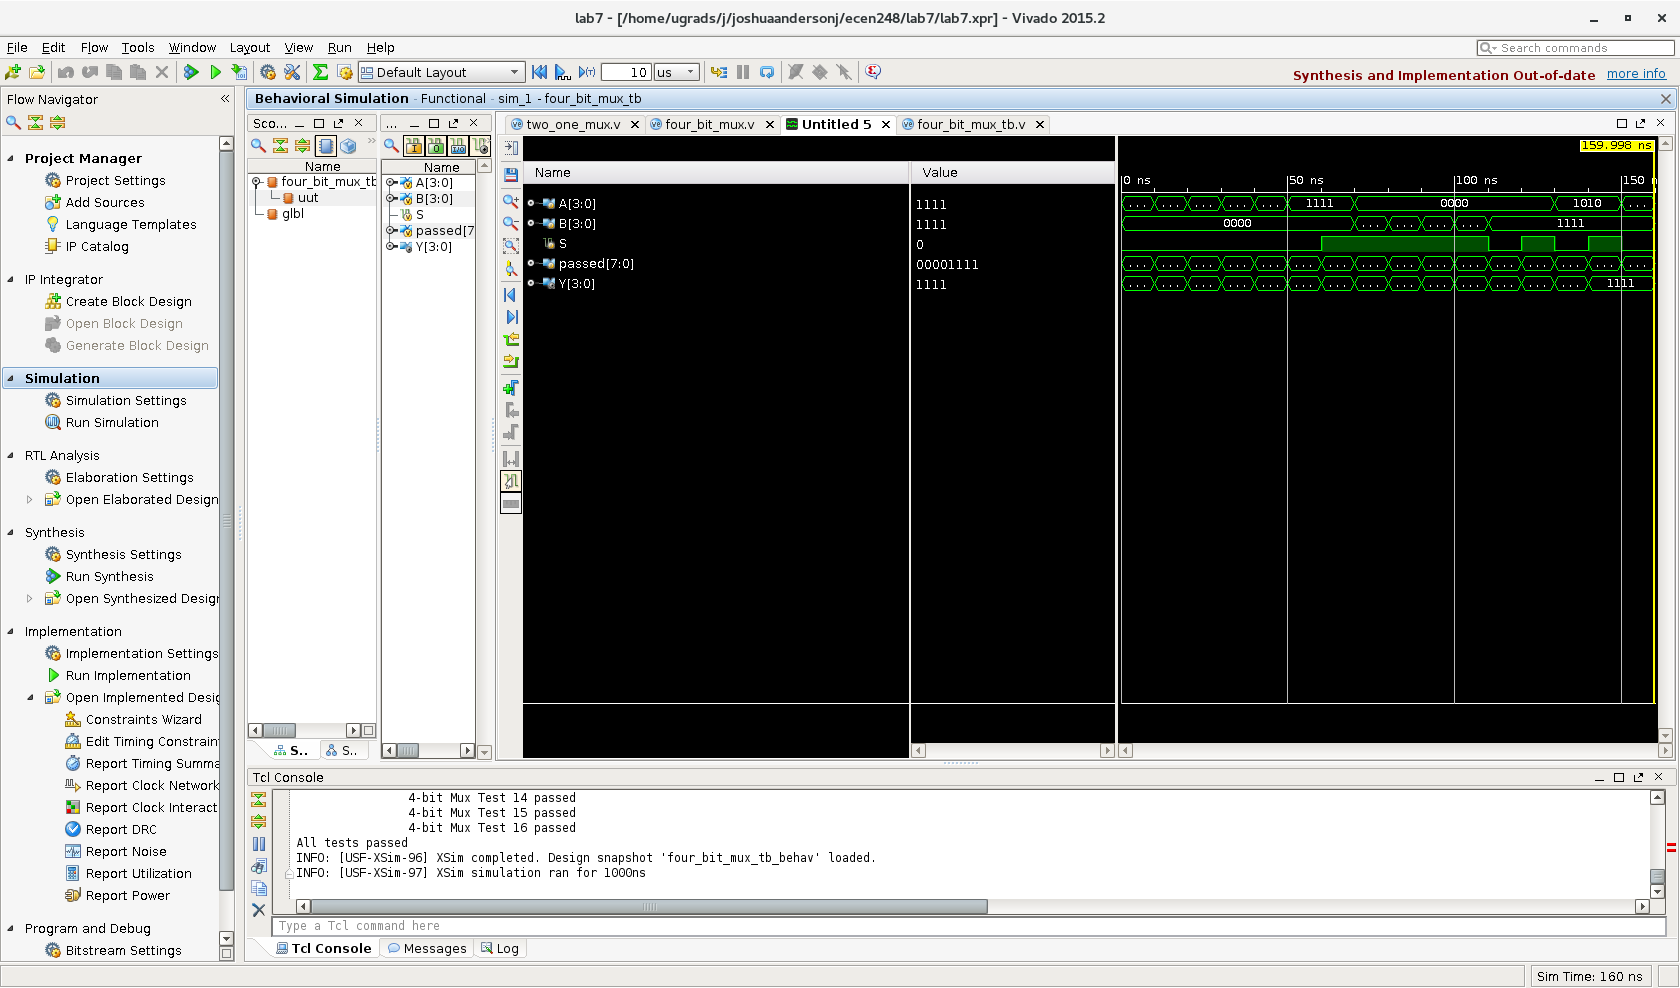 lab7 - [/home/ugrads/j/joshuaandersonj/ecen248/lab7/lab7.xpr] - Vivado 2015.2
File Edit Flow Tools Window Layout View Run Help
Search commands
Default Layout
10 us
Synthesis and Implementation Out-of-date more info
Flow Navigator
Project Manager
Project Settings
Add Sources
Language Templates
IP Catalog
IP Integrator
Create Block Design
Open Block Design
Generate Block Design
Simulation
Simulation Settings
Run Simulation
RTL Analysis
Elaboration Settings
Open Elaborated Design
Synthesis
Synthesis Settings
Run Synthesis
Open Synthesized Design
Implementation
Implementation Settings
Run Implementation
Open Implemented Desig
Constraints Wizard
Edit Timing Constrain
Report Timing Summa
Report Clock Network
Report Clock Interact
Report DRC
Report Noise
Report Utilization
Report Power
Program and Debug
Bitstream Settings
Behavioral Simulation - Functional - sim_1 - four_bit_mux_tb
Sco...
Name
four_bit_mux_tb
uut
glbl
S..
S..
...
Name
A[3:0]
B[3:0]
S
passed[7
Y[3:0]
two_one_mux.v four_bit_mux.v Untitled 5 four_bit_mux_tb.v
Name Value
A[3:0] 1111
B[3:0] 1111
S 0
passed[7:0] 00001111
Y[3:0] 1111
159.998 ns
0 ns 50 ns 100 ns 150 n
... ... ... ... ... 1111 0000 1010 ...
0000 ... ... ... ... 1111
... ... ... ... ... ... ... ... ... ... ... ... ... ... ... ...
... ... ... ... ... ... ... ... ... ... ... ... ... ... 1111
Tcl Console
4-bit Mux Test 14 passed
4-bit Mux Test 15 passed
4-bit Mux Test 16 passed
All tests passed
INFO: [USF-XSim-96] XSim completed. Design snapshot 'four_bit_mux_tb_behav' loaded.
INFO: [USF-XSim-97] XSim simulation ran for 1000ns
Type a Tcl command here
Tcl Console Messages Log
Sim Time: 160 ns